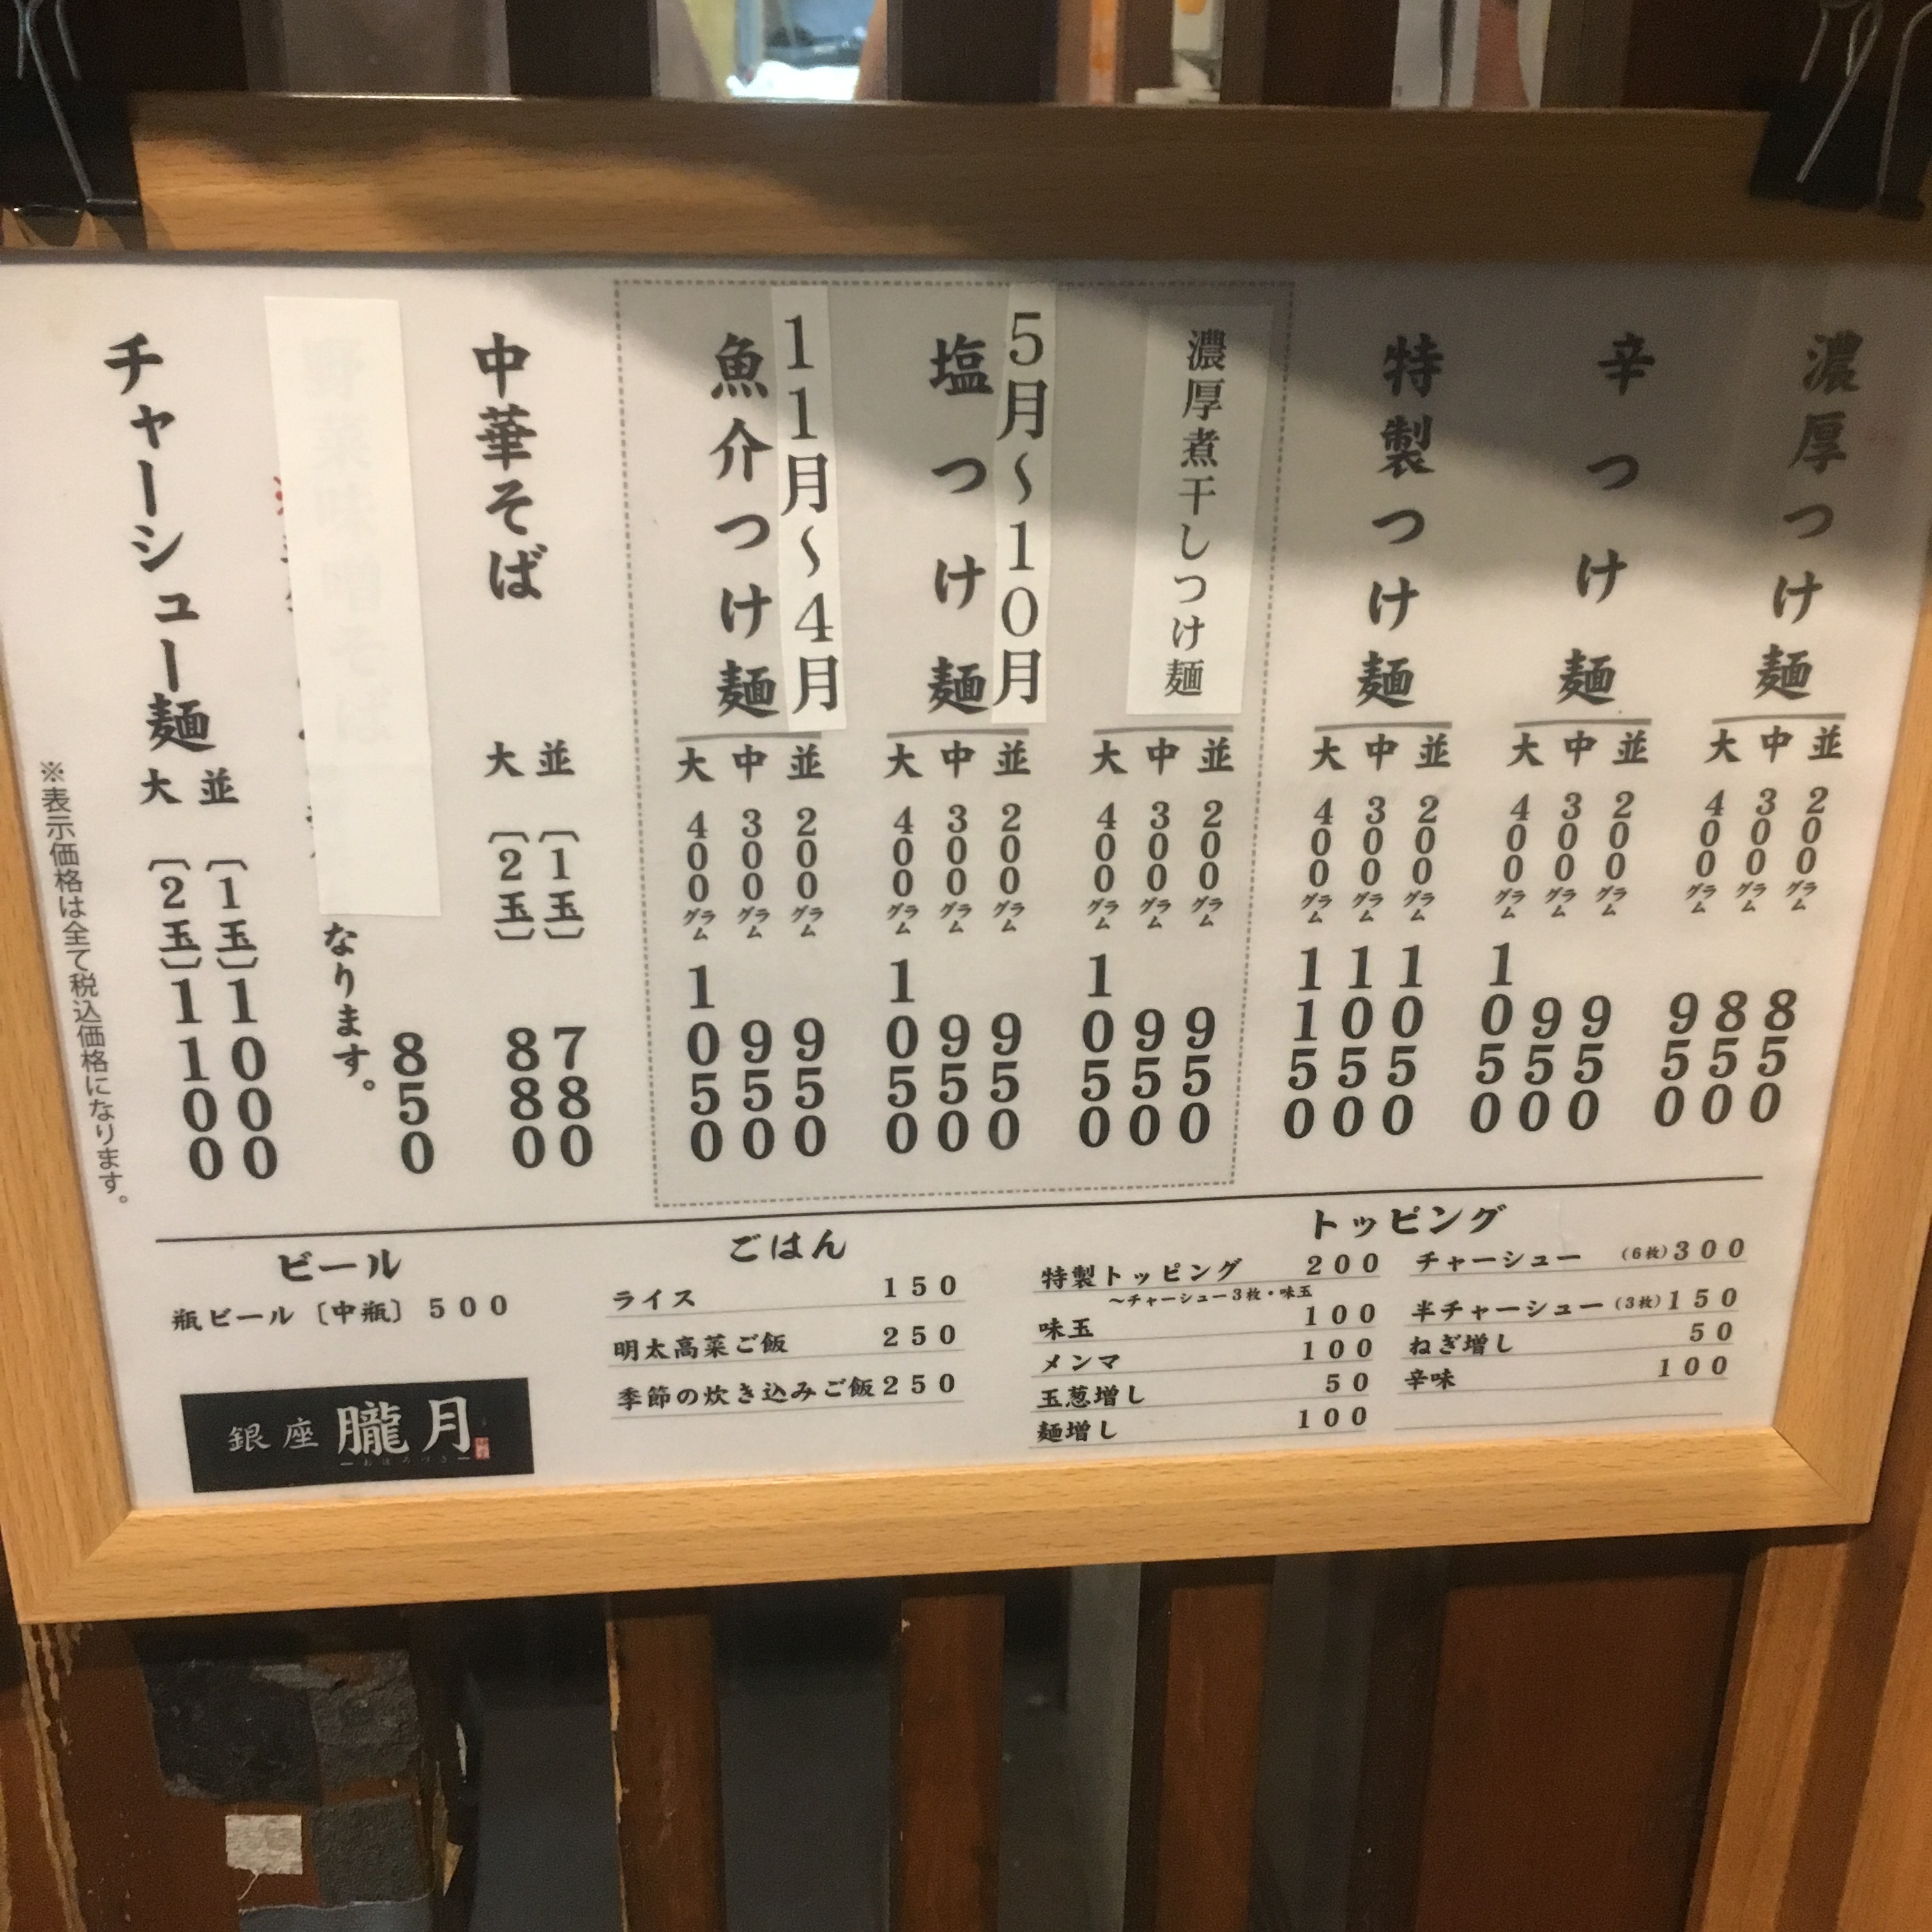 濃厚つけ麺
並 200グラム 850
中 300グラム 850
大 400グラム 950
辛つけ麺
並 200グラム 950
中 300グラム 950
大 400グラム 1050
特製つけ麺
並 200グラム 1050
中 300グラム 1050
大 400グラム 1150
濃厚煮干しつけ麺
並 200グラム 950
中 300グラム 950
大 400グラム 1050
5月～10月
塩つけ麺
並 200グラム 950
中 300グラム 950
大 400グラム 1050
11月～4月
魚介つけ麺
並 200グラム 950
中 300グラム 950
大 400グラム 1050
中華そば
並〔1玉〕 780
大〔2玉〕 880
野菜味噌そば
850
なります。
チャーシュー麺
並〔1玉〕 1000
大〔2玉〕 1100
※表示価格は全て税込価格になります。
トッピング
特製トッピング 200
～チャーシュー3枚・味玉
味玉 100
メンマ 100
玉葱増し 50
麺増し 100
チャーシュー (6枚) 300
半チャーシュー (3枚) 150
ねぎ増し 50
辛味 100
ごはん
ライス 150
明太高菜ご飯 250
季節の炊き込みご飯 250
ビール
瓶ビール〔中瓶〕 500
銀座 朧月